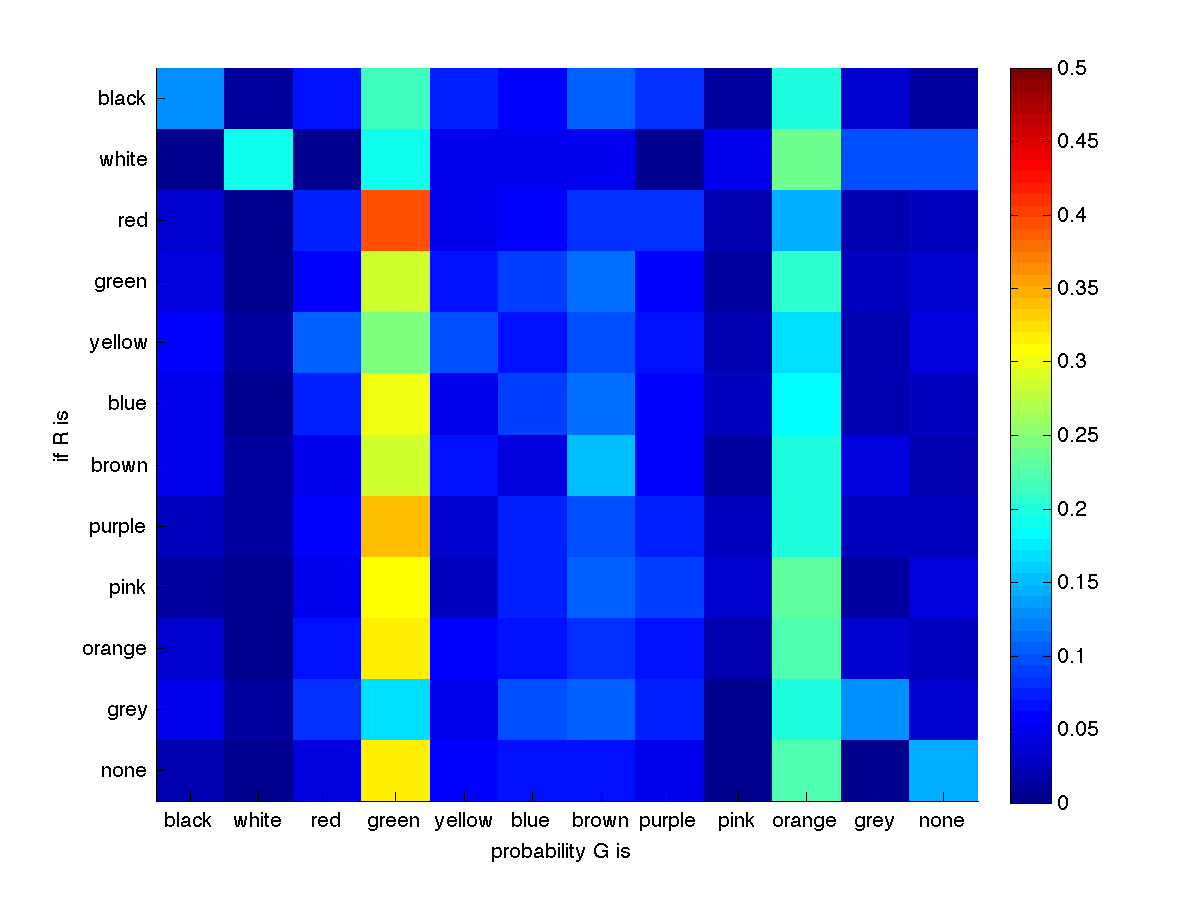 if R is
black
white
red
green
yellow
blue
brown
purple
pink
orange
grey
none
black white red green yellow blue brown purple pink orange grey none
probability G is
0.5
0.45
0.4
0.35
0.3
0.25
0.2
0.15
0.1
0.05
0